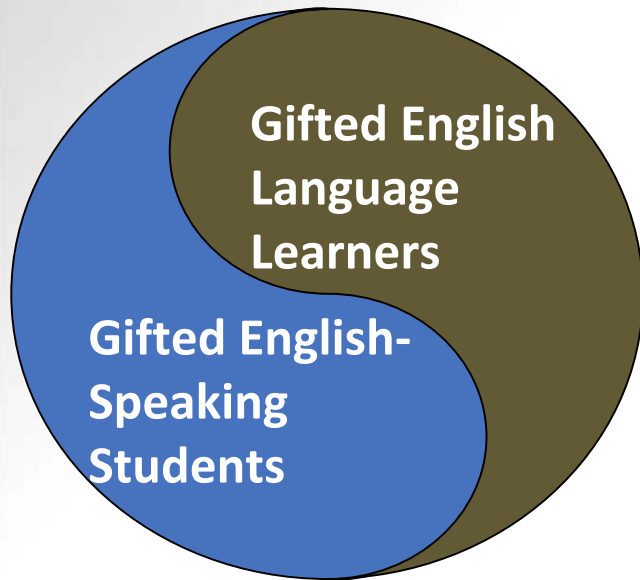 Gifted English
Language
Learners
Gifted English-
Speaking
Students